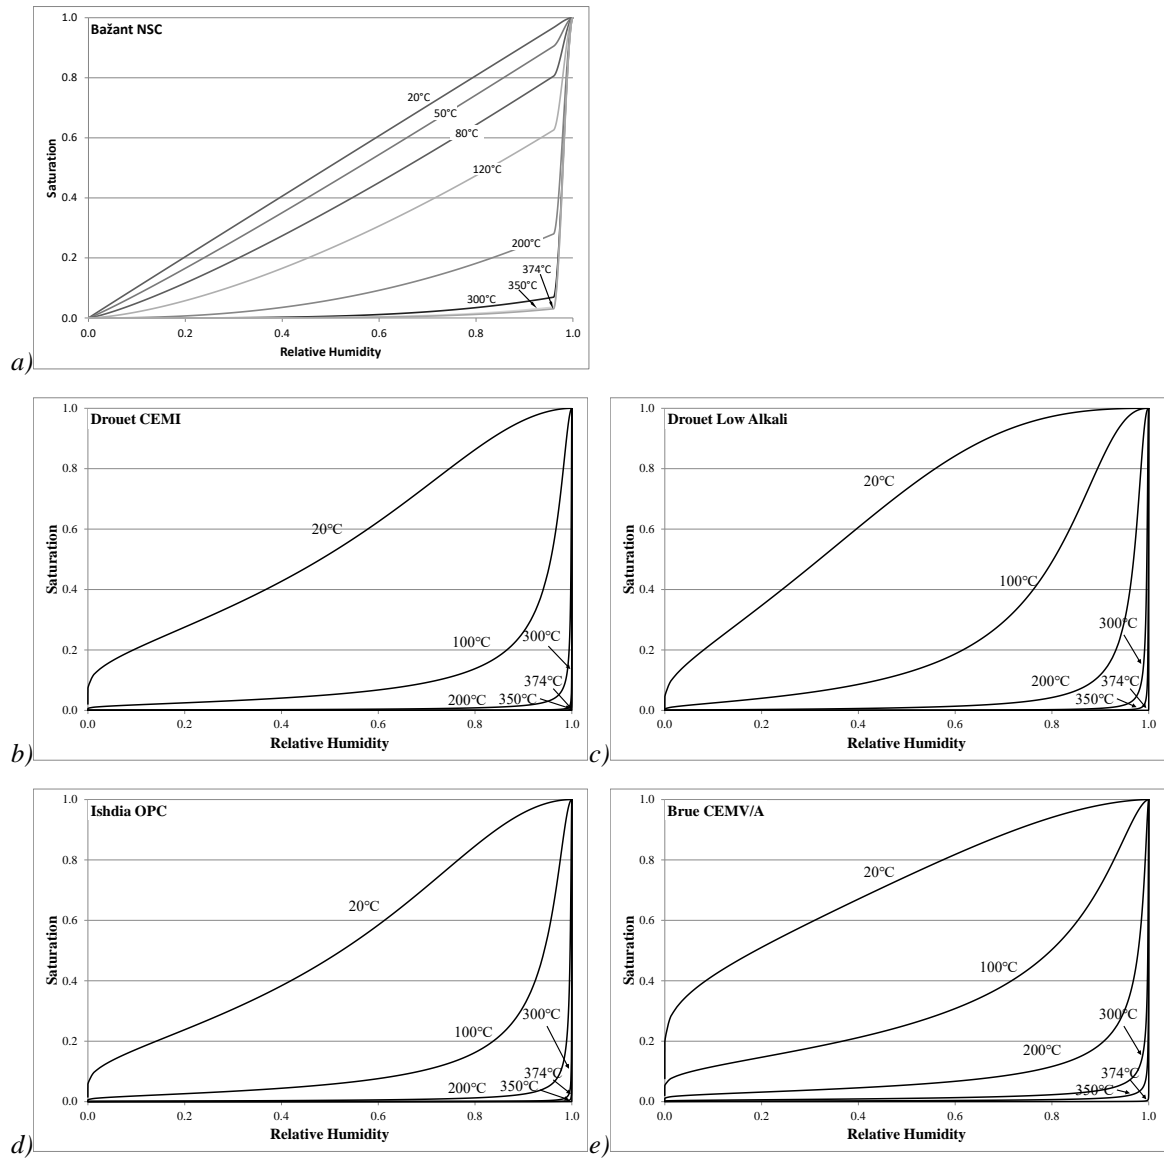 Bažant NSC
1.0
0.8
0.6
0.4
0.2
0.0
Saturation
20°C
50°C
80°C
120°C
200°C
374°C
350°C
300°C
0.0 0.2 0.4 0.6 0.8 1.0
Relative Humidity
a)
Drouet CEMI
1.0
0.8
0.6
0.4
0.2
0.0
Saturation
20°C
100°C
300°C
374°C
200°C 350°C
0.0 0.2 0.4 0.6 0.8 1.0
Relative Humidity
b)
Drouet Low Alkali
1.0
0.8
0.6
0.4
0.2
0.0
Saturation
20°C
100°C
300°C
200°C 374°C
350°C
0.0 0.2 0.4 0.6 0.8 1.0
Relative Humidity
c)
Ishdia OPC
1.0
0.8
0.6
0.4
0.2
0.0
Saturation
20°C
100°C
300°C
374°C
200°C 350°C
0.0 0.2 0.4 0.6 0.8 1.0
Relative Humidity
d)
Brue CEMV/A
1.0
0.8
0.6
0.4
0.2
0.0
Saturation
20°C
100°C
300°C
200°C
374°C
350°C
0.0 0.2 0.4 0.6 0.8 1.0
Relative Humidity
e)